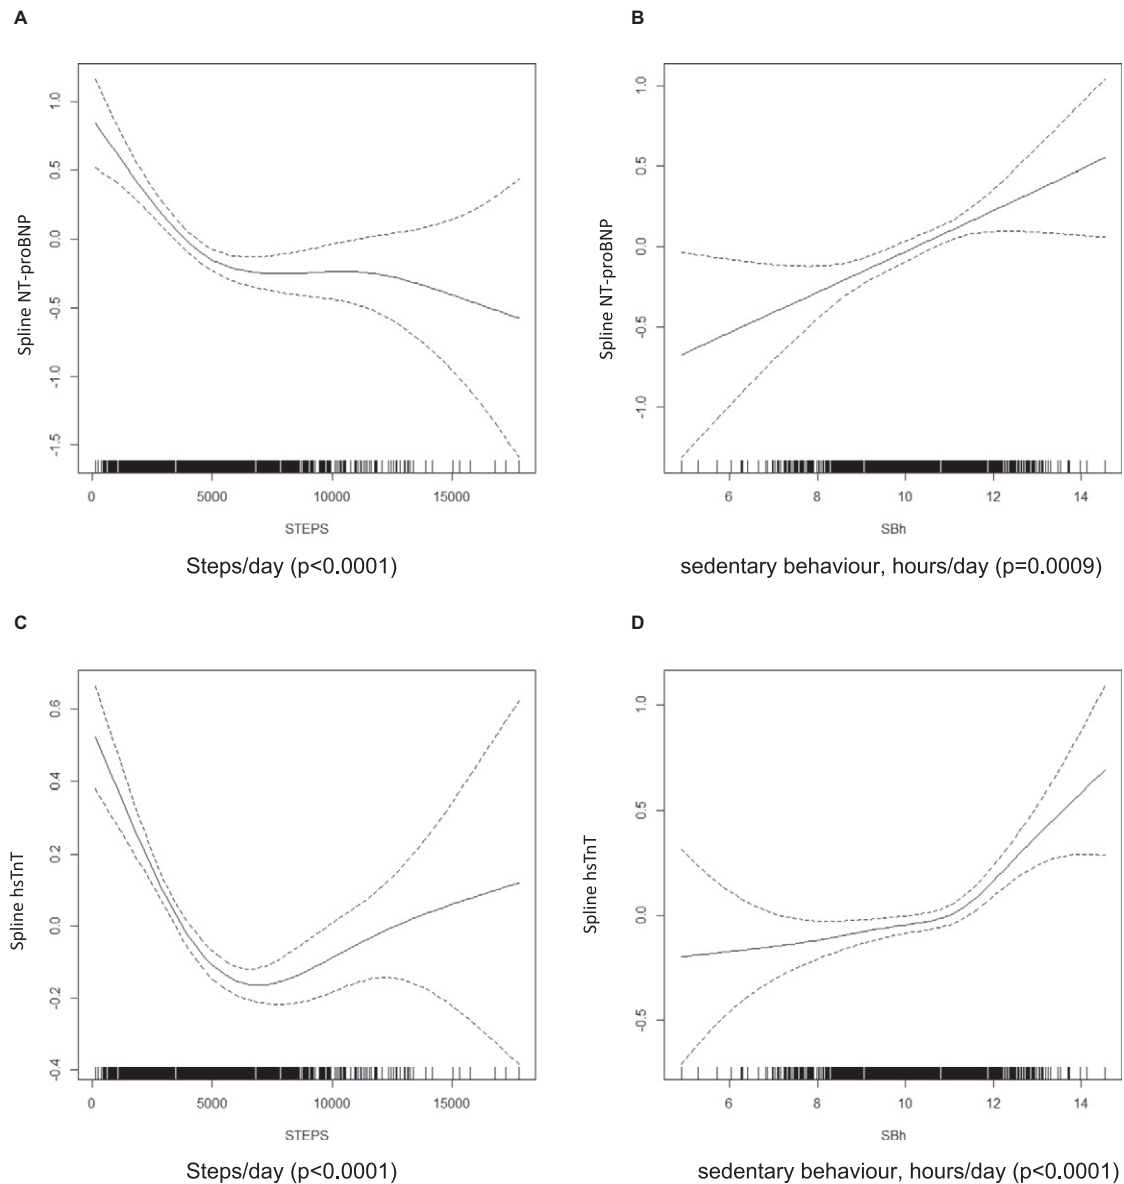 A
B
1.0
0.5
0.0
-0.5
-1.0
-1.5
Spline NT-proBNP
0 5000 10000 15000
STEPS
Steps/day (p<0.0001)
1.0
0.5
0.0
-0.5
-1.0
Spline NT-proBNP
6 8 10 12 14
SBh
sedentary behaviour, hours/day (p=0.0009)
C
D
0.6
0.4
0.2
0.0
-0.2
-0.4
Spline hsTnT
0 5000 10000 15000
STEPS
Steps/day (p<0.0001)
1.0
0.5
0.0
-0.5
Spline hsTnT
6 8 10 12 14
SBh
sedentary behaviour, hours/day (p<0.0001)